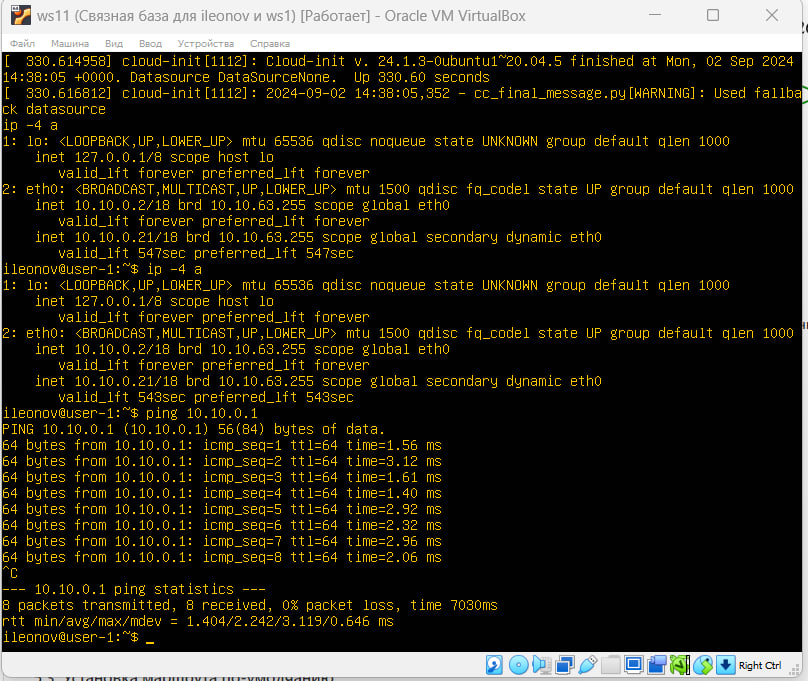 ws11 (Связная база для ileonov и ws1) [Работает] - Oracle VM VirtualBox
Файл Машина Вид Ввод Устройства Справка
[  330.614958] cloud-init[1112]: Cloud-init v. 24.1.3-0ubuntu1~20.04.5 finished at Mon, 02 Sep 2024
14:38:05 +0000. Datasource DataSourceNone.  Up 330.60 seconds
[  330.616812] cloud-init[1112]: 2024-09-02 14:38:05,352 - cc_final_message.py[WARNING]: Used fallba
ck datasource
ip -4 a
1: lo: <LOOPBACK,UP,LOWER_UP> mtu 65536 qdisc noqueue state UNKNOWN group default qlen 1000
    inet 127.0.0.1/8 scope host lo
       valid_lft forever preferred_lft forever
2: eth0: <BROADCAST,MULTICAST,UP,LOWER_UP> mtu 1500 qdisc fq_codel state UP group default qlen 1000
    inet 10.10.0.2/18 brd 10.10.63.255 scope global eth0
       valid_lft forever preferred_lft forever
    inet 10.10.0.21/18 brd 10.10.63.255 scope global secondary dynamic eth0
       valid_lft 547sec preferred_lft 547sec
ileonov@user-1:~$ ip -4 a
1: lo: <LOOPBACK,UP,LOWER_UP> mtu 65536 qdisc noqueue state UNKNOWN group default qlen 1000
    inet 127.0.0.1/8 scope host lo
       valid_lft forever preferred_lft forever
2: eth0: <BROADCAST,MULTICAST,UP,LOWER_UP> mtu 1500 qdisc fq_codel state UP group default qlen 1000
    inet 10.10.0.2/18 brd 10.10.63.255 scope global eth0
       valid_lft forever preferred_lft forever
    inet 10.10.0.21/18 brd 10.10.63.255 scope global secondary dynamic eth0
       valid_lft 543sec preferred_lft 543sec
ileonov@user-1:~$ ping 10.10.0.1
PING 10.10.0.1 (10.10.0.1) 56(84) bytes of data.
64 bytes from 10.10.0.1: icmp_seq=1 ttl=64 time=1.56 ms
64 bytes from 10.10.0.1: icmp_seq=2 ttl=64 time=3.12 ms
64 bytes from 10.10.0.1: icmp_seq=3 ttl=64 time=1.61 ms
64 bytes from 10.10.0.1: icmp_seq=4 ttl=64 time=1.40 ms
64 bytes from 10.10.0.1: icmp_seq=5 ttl=64 time=2.92 ms
64 bytes from 10.10.0.1: icmp_seq=6 ttl=64 time=2.32 ms
64 bytes from 10.10.0.1: icmp_seq=7 ttl=64 time=2.96 ms
64 bytes from 10.10.0.1: icmp_seq=8 ttl=64 time=2.06 ms
^C
--- 10.10.0.1 ping statistics ---
8 packets transmitted, 8 received, 0% packet loss, time 7030ms
rtt min/avg/max/mdev = 1.404/2.242/3.119/0.646 ms
ileonov@user-1:~$ _
Right Ctrl